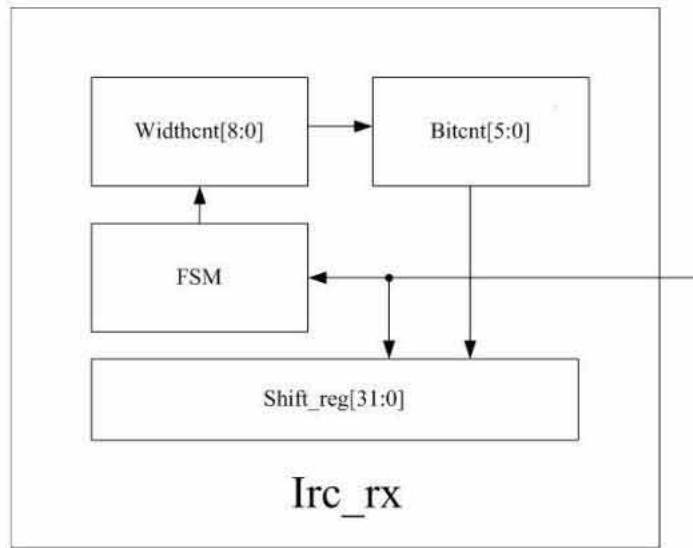 Widthcnt[8:0]
Bitcnt[5:0]
FSM
Shift_reg[31:0]
Irc_rx